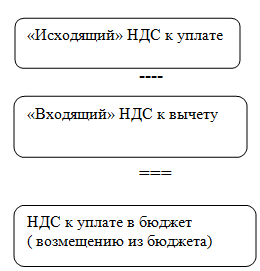 «Исходящий» НДС к уплате
----
«Входящий» НДС к вычету
===
НДС к уплате в бюджет
( возмещению из бюджета)